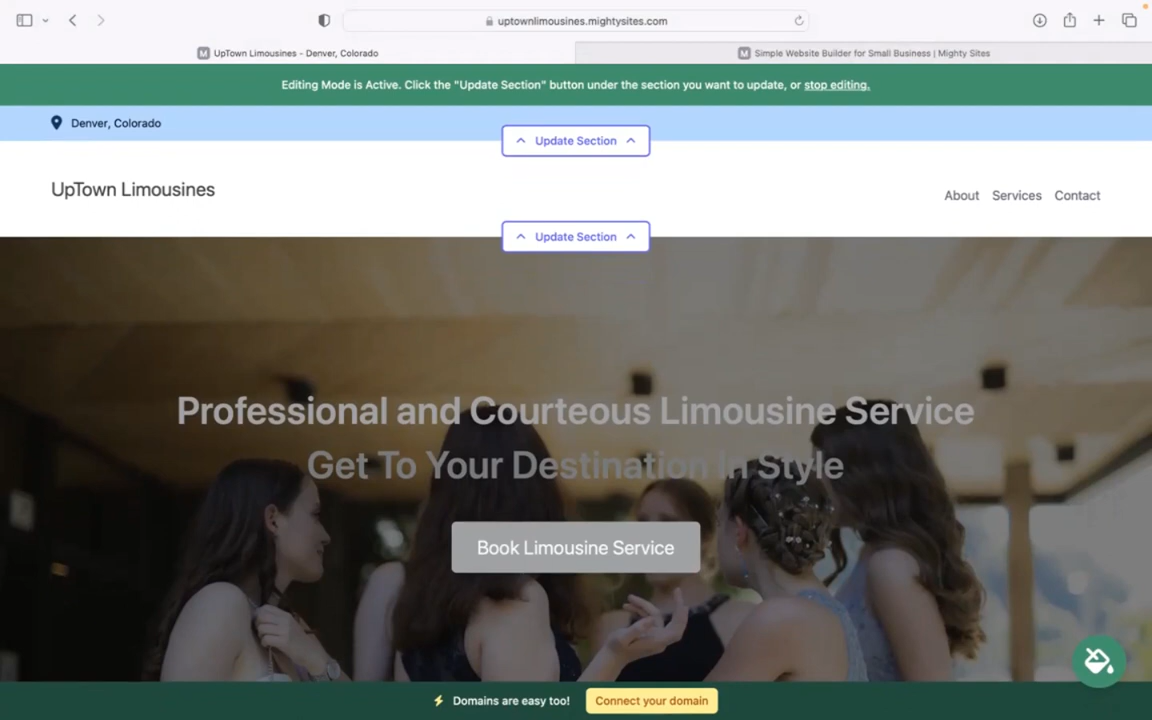 uptownlimousines.mightysites.com
UpTown Limousines - Denver, Colorado
Simple Website Builder for Small Business | Mighty Sites
Editing Mode is Active. Click the "Update Section" button under the section you want to update, or stop editing.
Denver, Colorado
Update Section
UpTown Limousines
About Services Contact
Update Section
Professional and Courteous Limousine Service
Get To Your Destination In Style
Book Limousine Service
Domains are easy too! Connect your domain